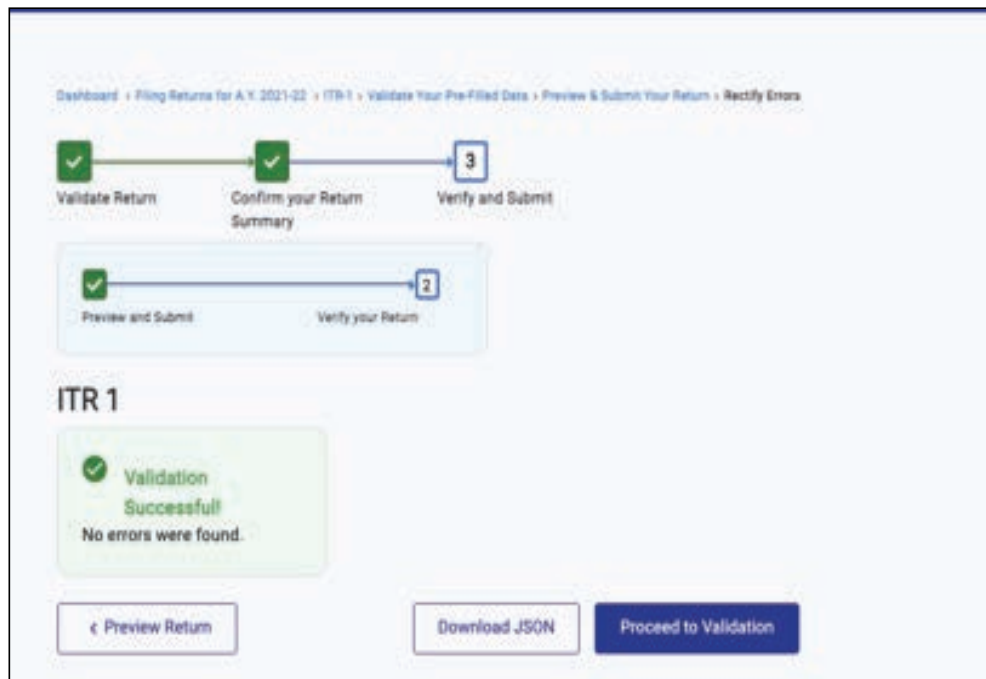 Dashboard › Filing Returns for A.Y. 2021-22 › ITR-1 › Validate Your Pre-Filled Data › Preview & Submit Your Return › Rectify Errors
3
Validate Return
Confirm your Return
Summary
Verify and Submit
2
Preview and Submit
Verify your Return
ITR 1
Validation
Successful!
No errors were found.
‹ Preview Return
Download JSON
Proceed to Validation